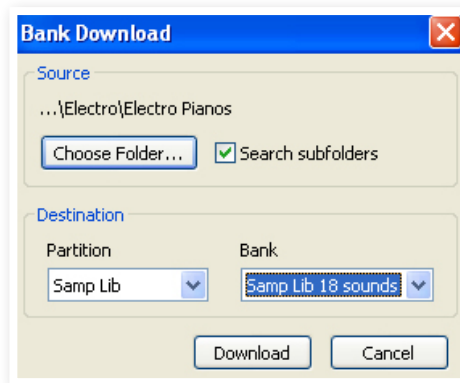 Bank Download
Source
...\Electro\Electro Pianos
Choose Folder... Search subfolders
Destination
Partition Bank
Samp Lib Samp Lib 18 sounds
Download Cancel